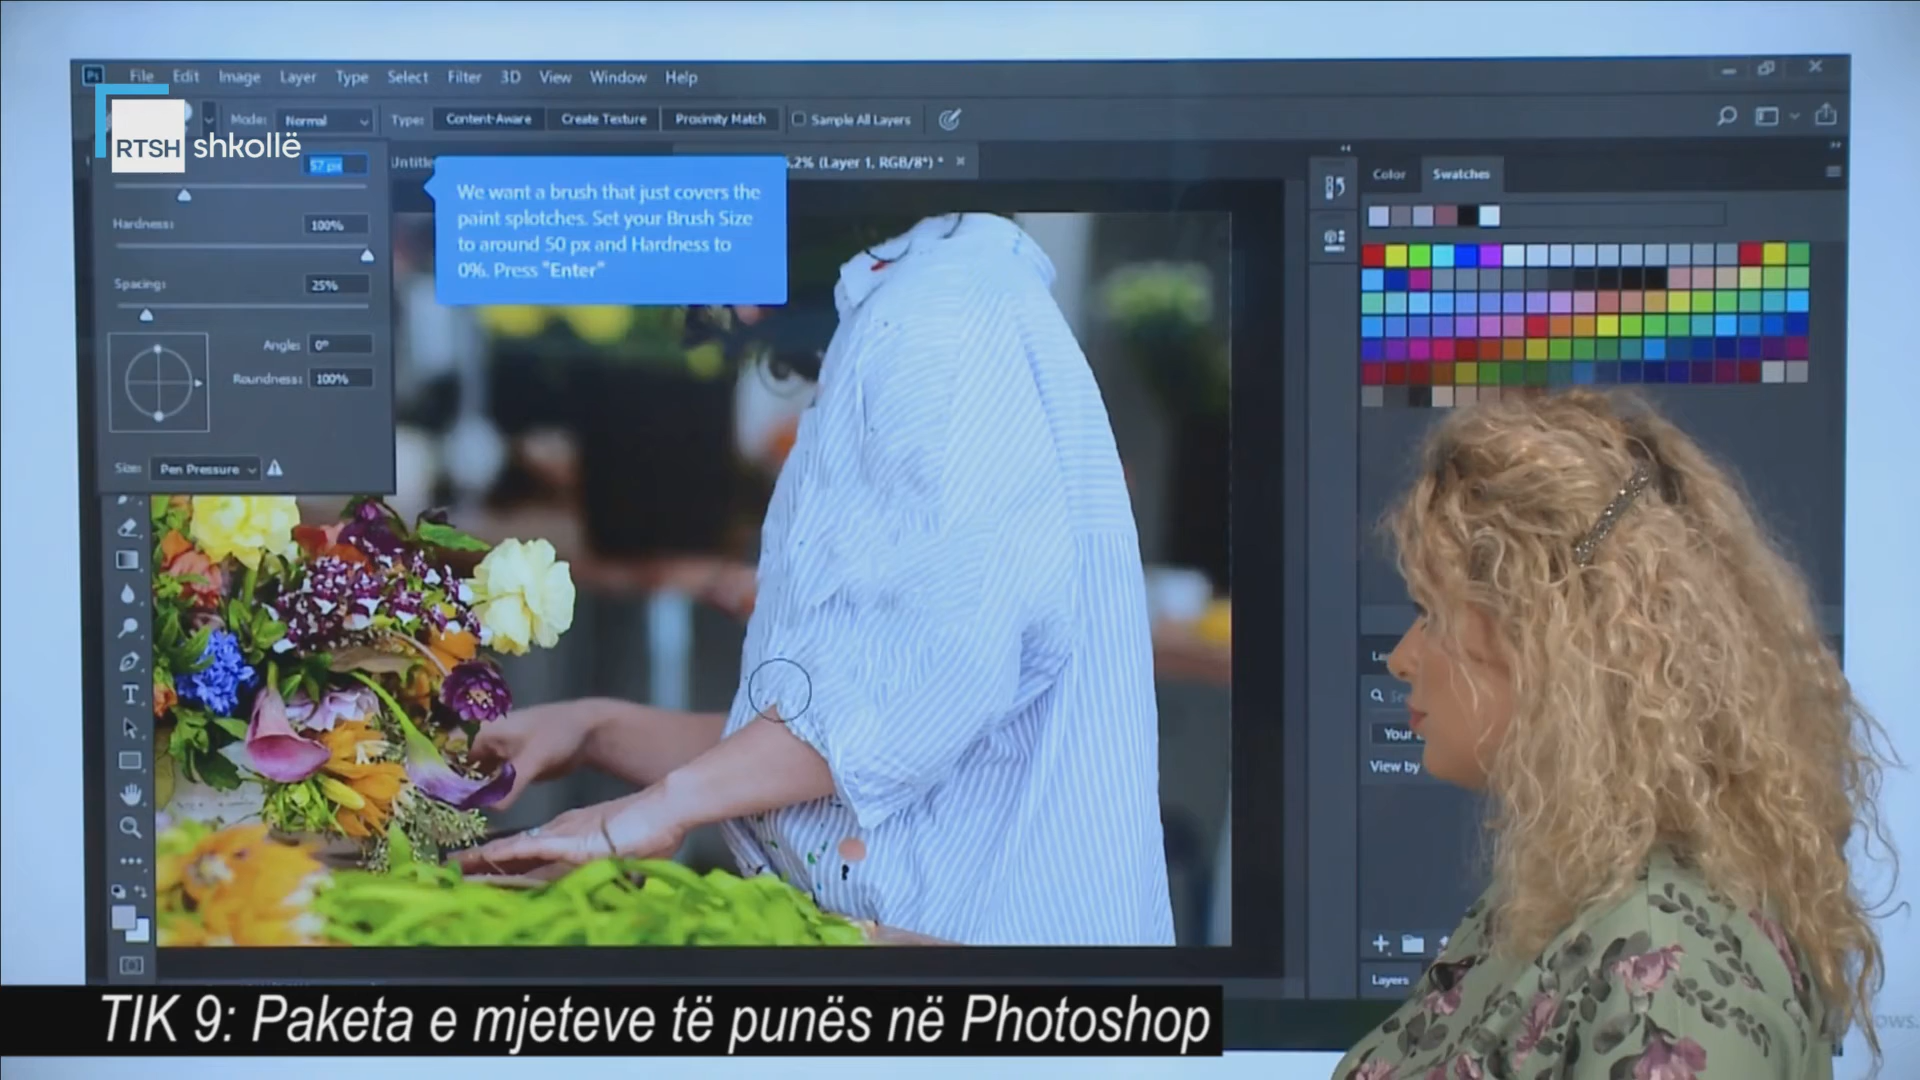 Ps File Edit Image Layer Type Select Filter 3D View Window Help
Mode: Normal Type: Content-Aware Create Texture Proximity Match Sample All Layers
RTSH shkollë
57 px
.2% (Layer 1, RGB/8*) *
We want a brush that just covers the
paint splotches. Set your Brush Size
to around 50 px and Hardness to
0%. Press "Enter"
Hardness: 100%
Spacing: 25%
Angle: 0°
Roundness: 100%
Size: Pen Pressure
Color Swatches
T
Your
View by
Layers
TIK 9: Paketa e mjeteve të punës në Photoshop